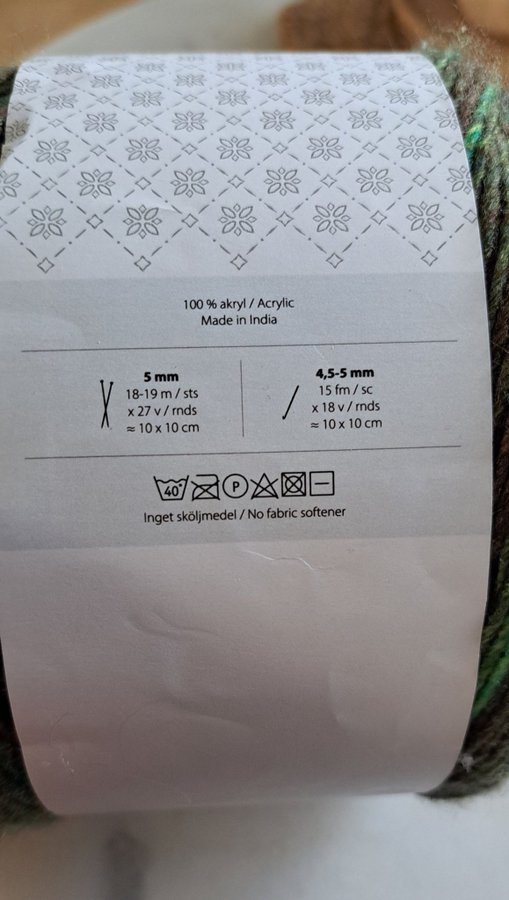 100 % akryl / Acrylic
Made in India
5 mm
18-19 m / sts
x 27 v / rnds
≈ 10 x 10 cm
4,5-5 mm
15 fm / sc
x 18 v / rnds
≈ 10 x 10 cm
40° P
Inget sköljmedel / No fabric softener